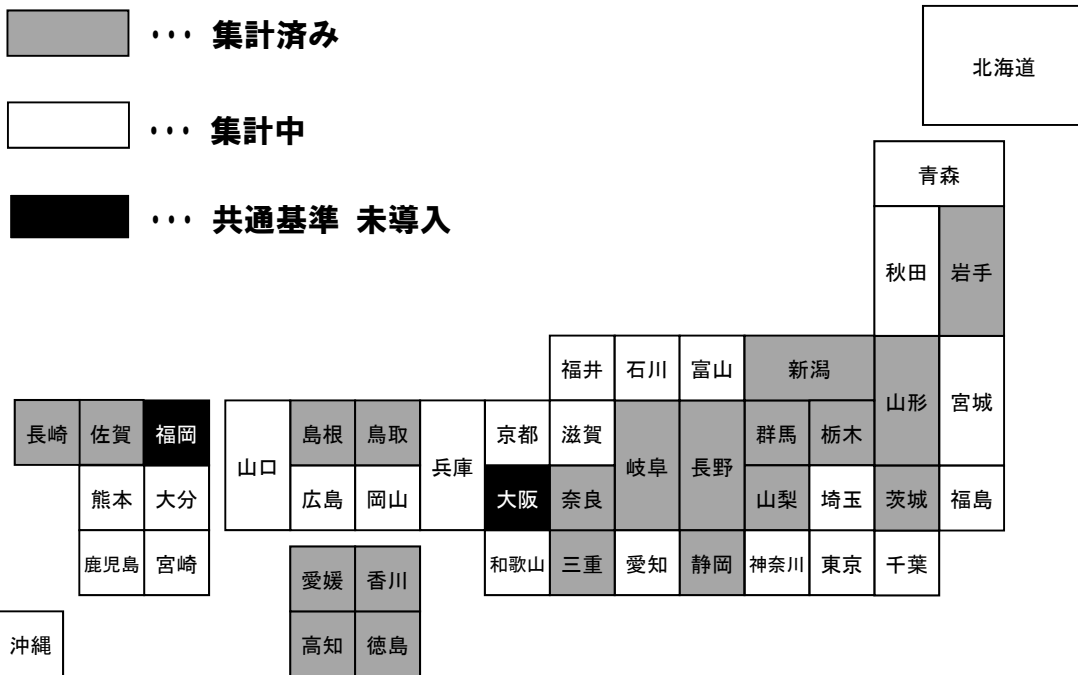 ··· 集計済み
··· 集計中
··· 共通基準 未導入
北海道
青森
秋田
岩手
福井
石川
富山
新潟
山形
宮城
長崎
佐賀
福岡
山口
島根
鳥取
兵庫
京都
滋賀
岐阜
長野
群馬
栃木
熊本
大分
広島
岡山
大阪
奈良
山梨
埼玉
茨城
福島
鹿児島
宮崎
愛媛
香川
和歌山
三重
愛知
静岡
神奈川
東京
千葉
沖縄
高知
徳島